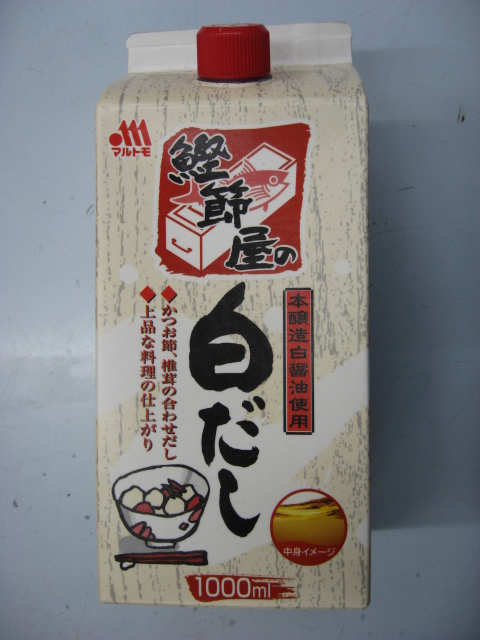 マルトモ
鰹節屋の
白だし
本醸造白醤油使用
◆かつお節、椎茸の合わせだし
◆上品な料理の仕上がり
中身イメージ
1000ml